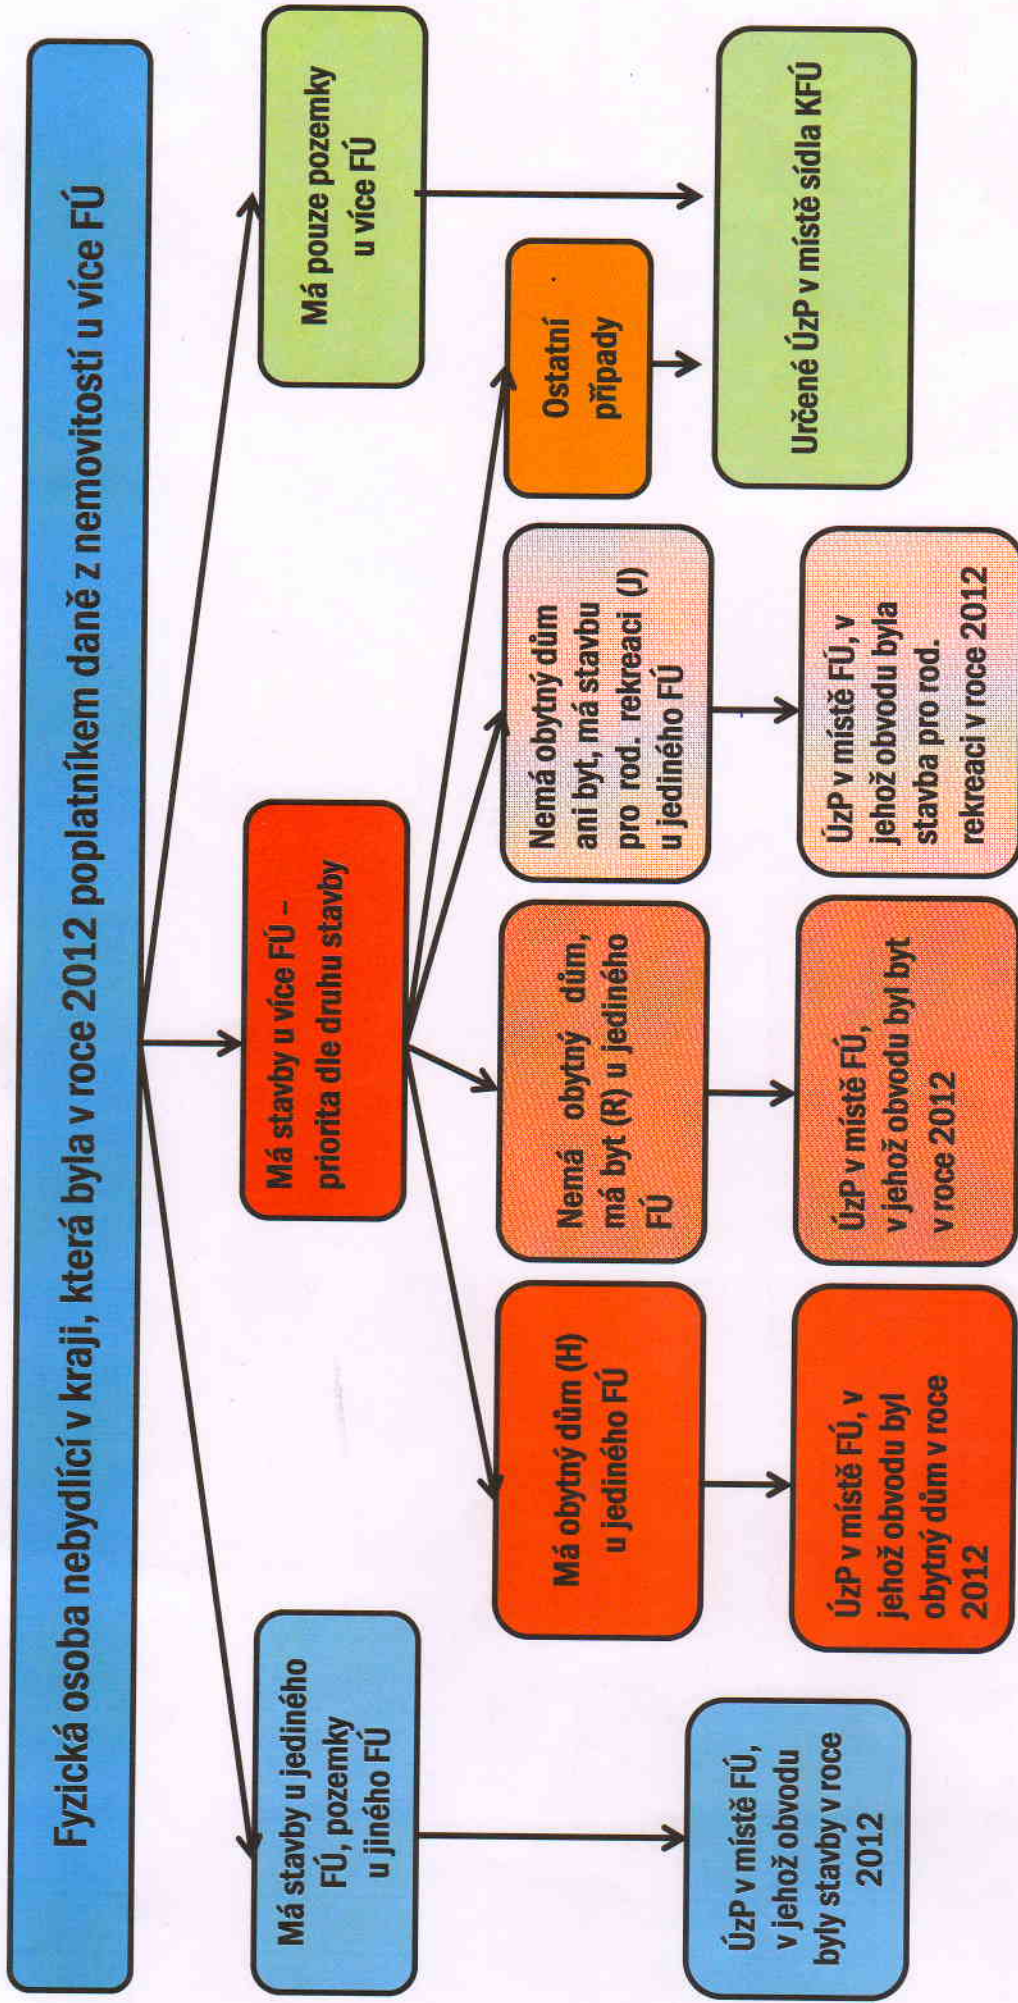 Fyzická osoba nebydlící v kraji, která byla v roce 2012 poplatníkem daně z nemovitostí u více FÚ
Má stavby u jediného
FÚ, pozemky
u jiného FÚ
Má stavby u více FÚ –
priorita dle druhu stavby
Má pouze pozemky
u více FÚ
Má obytný dům (H)
u jediného FÚ
Nemá obytný dům,
má byt (R) u jediného
FÚ
Nemá obytný dům
ani byt, má stavbu
pro rod. rekreaci (J)
u jediného FÚ
Ostatní
případy
ÚzP v místě FÚ,
v jehož obvodu
byly stavby v roce
2012
ÚzP v místě FÚ, v
jehož obvodu byl
obytný dům v roce
2012
ÚzP v místě FÚ,
v jehož obvodu byl byt
v roce 2012
ÚzP v místě FÚ, v
jehož obvodu byla
stavba pro rod.
rekreaci v roce 2012
Určené ÚzP v místě sídla KFÚ